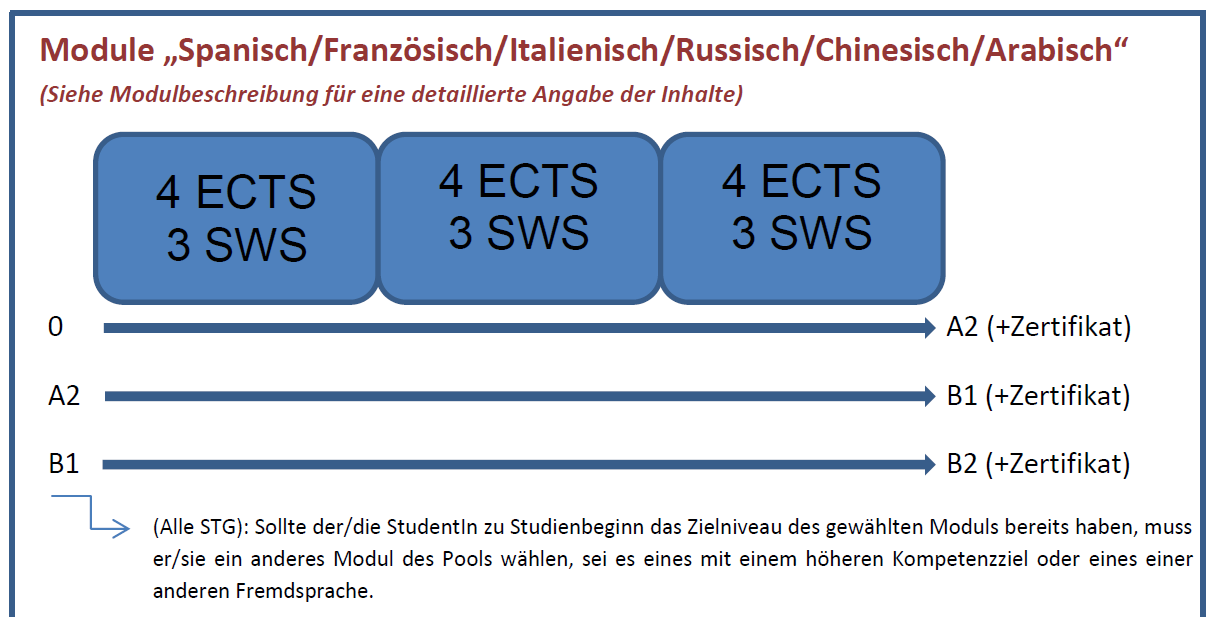 Module „Spanisch/Französisch/Italienisch/Russisch/Chinesisch/Arabisch“
(Siehe Modulbeschreibung für eine detaillierte Angabe der Inhalte)
4 ECTS
3 SWS
4 ECTS
3 SWS
4 ECTS
3 SWS
0 A2 (+Zertifikat)
A2 B1 (+Zertifikat)
B1 B2 (+Zertifikat)
(Alle STG): Sollte der/die StudentIn zu Studienbeginn das Zielniveau des gewählten Moduls bereits haben, muss
er/sie ein anderes Modul des Pools wählen, sei es eines mit einem höheren Kompetenzziel oder eines einer
anderen Fremdsprache.